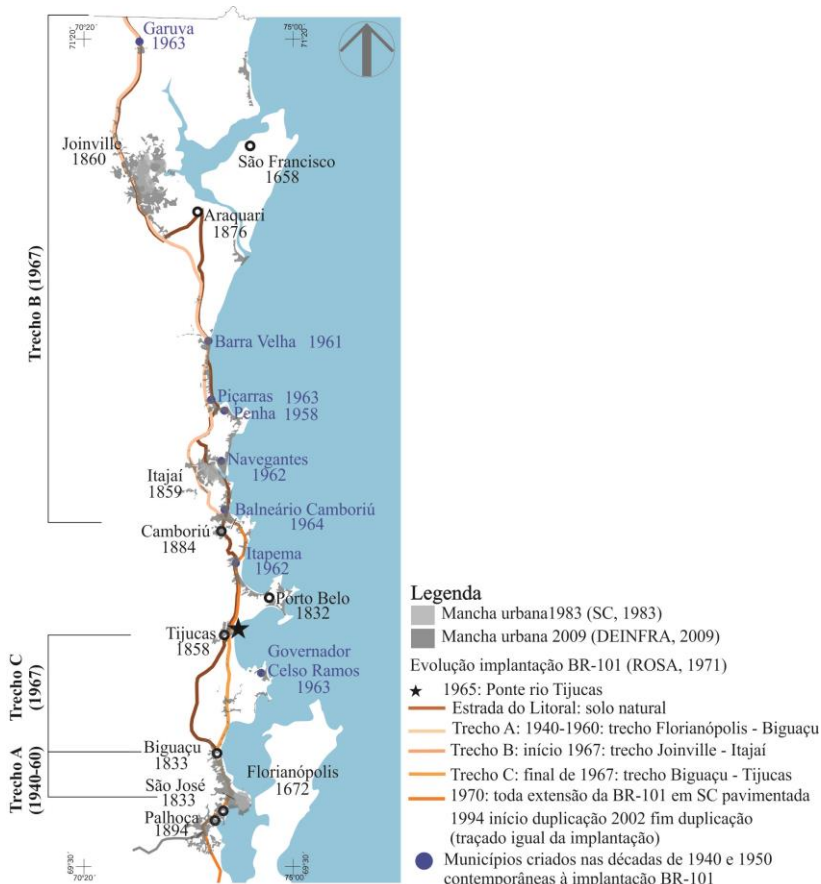 70°20'
71°20'
75°00'
Garuva
1963
Joinville
1860
São Francisco
1658
Araquari
1876
Trecho B (1967)
Barra Velha 1961
Piçarras 1963
Penha 1958
Navegantes
1962
Itajaí
1859
Balneário Camboriú
1964
Camboriú
1884
Itapema
1962
Porto Belo
1832
Tijucas
1858
Governador
Celso Ramos
1963
Trecho C
(1967)
Trecho A
(1940-60)
Biguaçu
1833
São José
1833
Florianópolis
1672
Palhoça
1894
69°30'
70°20'
75°00'
69°30'
Legenda
Mancha urbana1983 (SC, 1983)
Mancha urbana 2009 (DEINFRA, 2009)
Evolução implantação BR-101 (ROSA, 1971)
1965: Ponte rio Tijucas
Estrada do Litoral: solo natural
Trecho A: 1940-1960: trecho Florianópolis - Biguaçu
Trecho B: início 1967: trecho Joinville - Itajaí
Trecho C: final de 1967: trecho Biguaçu - Tijucas
1970: toda extensão da BR-101 em SC pavimentada
1994 início duplicação 2002 fim duplicação
(traçado igual da implantação)
Municípios criados nas décadas de 1940 e 1950
contemporâneas à implantação BR-101